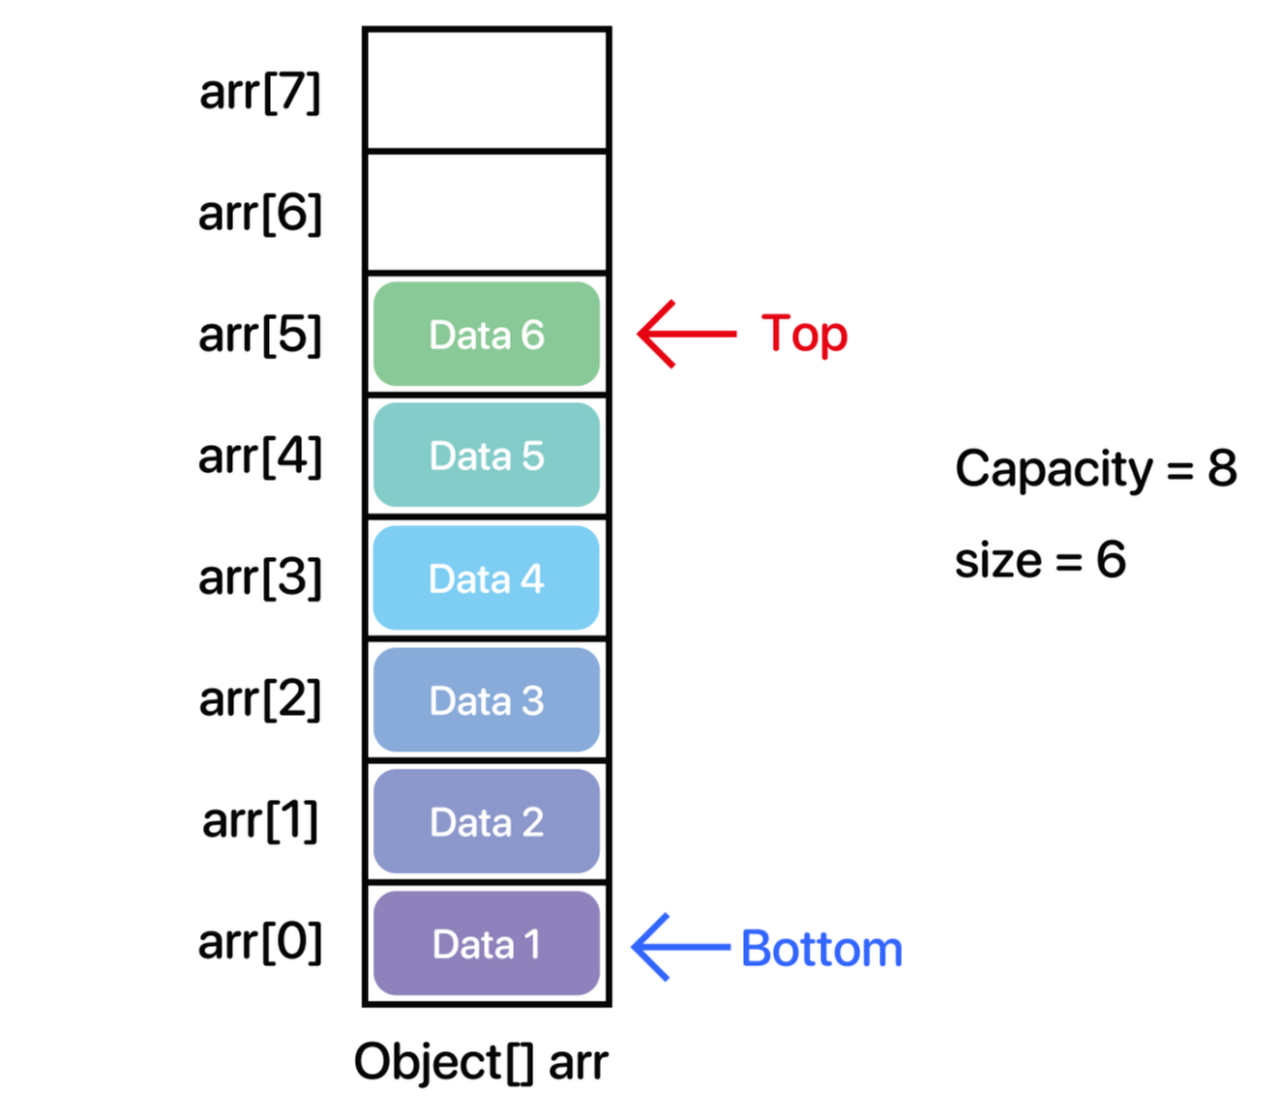 arr[7]
arr[6]
arr[5] Data 6 Top
arr[4] Data 5
Capacity = 8
arr[3] Data 4
size = 6
arr[2] Data 3
arr[1] Data 2
arr[0] Data 1 Bottom
Object[] arr